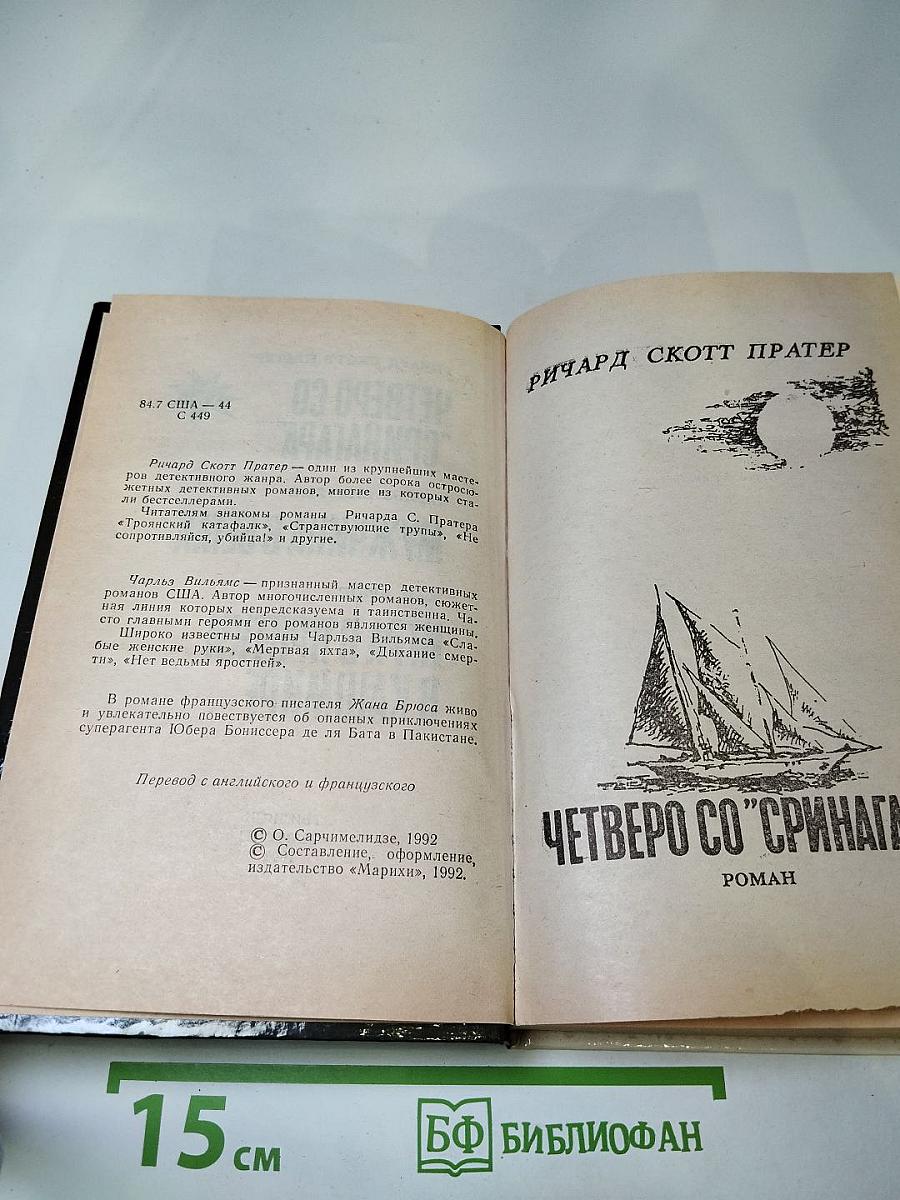 84.7 США — 44
С 449
Ричард Скотт Пратер — один из крупнейших масте-
ров детективного жанра. Автор более сорока остросю-
жетных детективных романов, многие из которых ста-
ли бестселлерами.
Читателям знакомы романы Ричарда С. Пратера
«Троянский катафалк», «Странствующие трупы», «Не
сопротивляйся, убийца!» и другие.
Чарльз Вильямс — признанный мастер детективных
романов США. Автор многочисленных романов, сюжет-
ная линия которых непредсказуема и таинственна. Ча-
сто главными героями его романов являются женщины.
Широко известны романы Чарльза Вильямса «Сла-
бые женские руки», «Мертвая яхта», «Дыхание смер-
ти», «Нет ведьмы яростней».
В романе французского писателя Жана Брюса живо
и увлекательно повествуется об опасных приключениях
суперагента Юбера Бониссера де ля Бата в Пакистане.
Перевод с английского и французского
© О. Сарчимелидзе, 1992
© Составление, оформление,
издательство «Марихи», 1992.
РИЧАРД СКОТТ ПРАТЕР
ЧЕТВЕРО СО "СРИНАГА
РОМАН
15 см
БФ БИБЛИОФАН